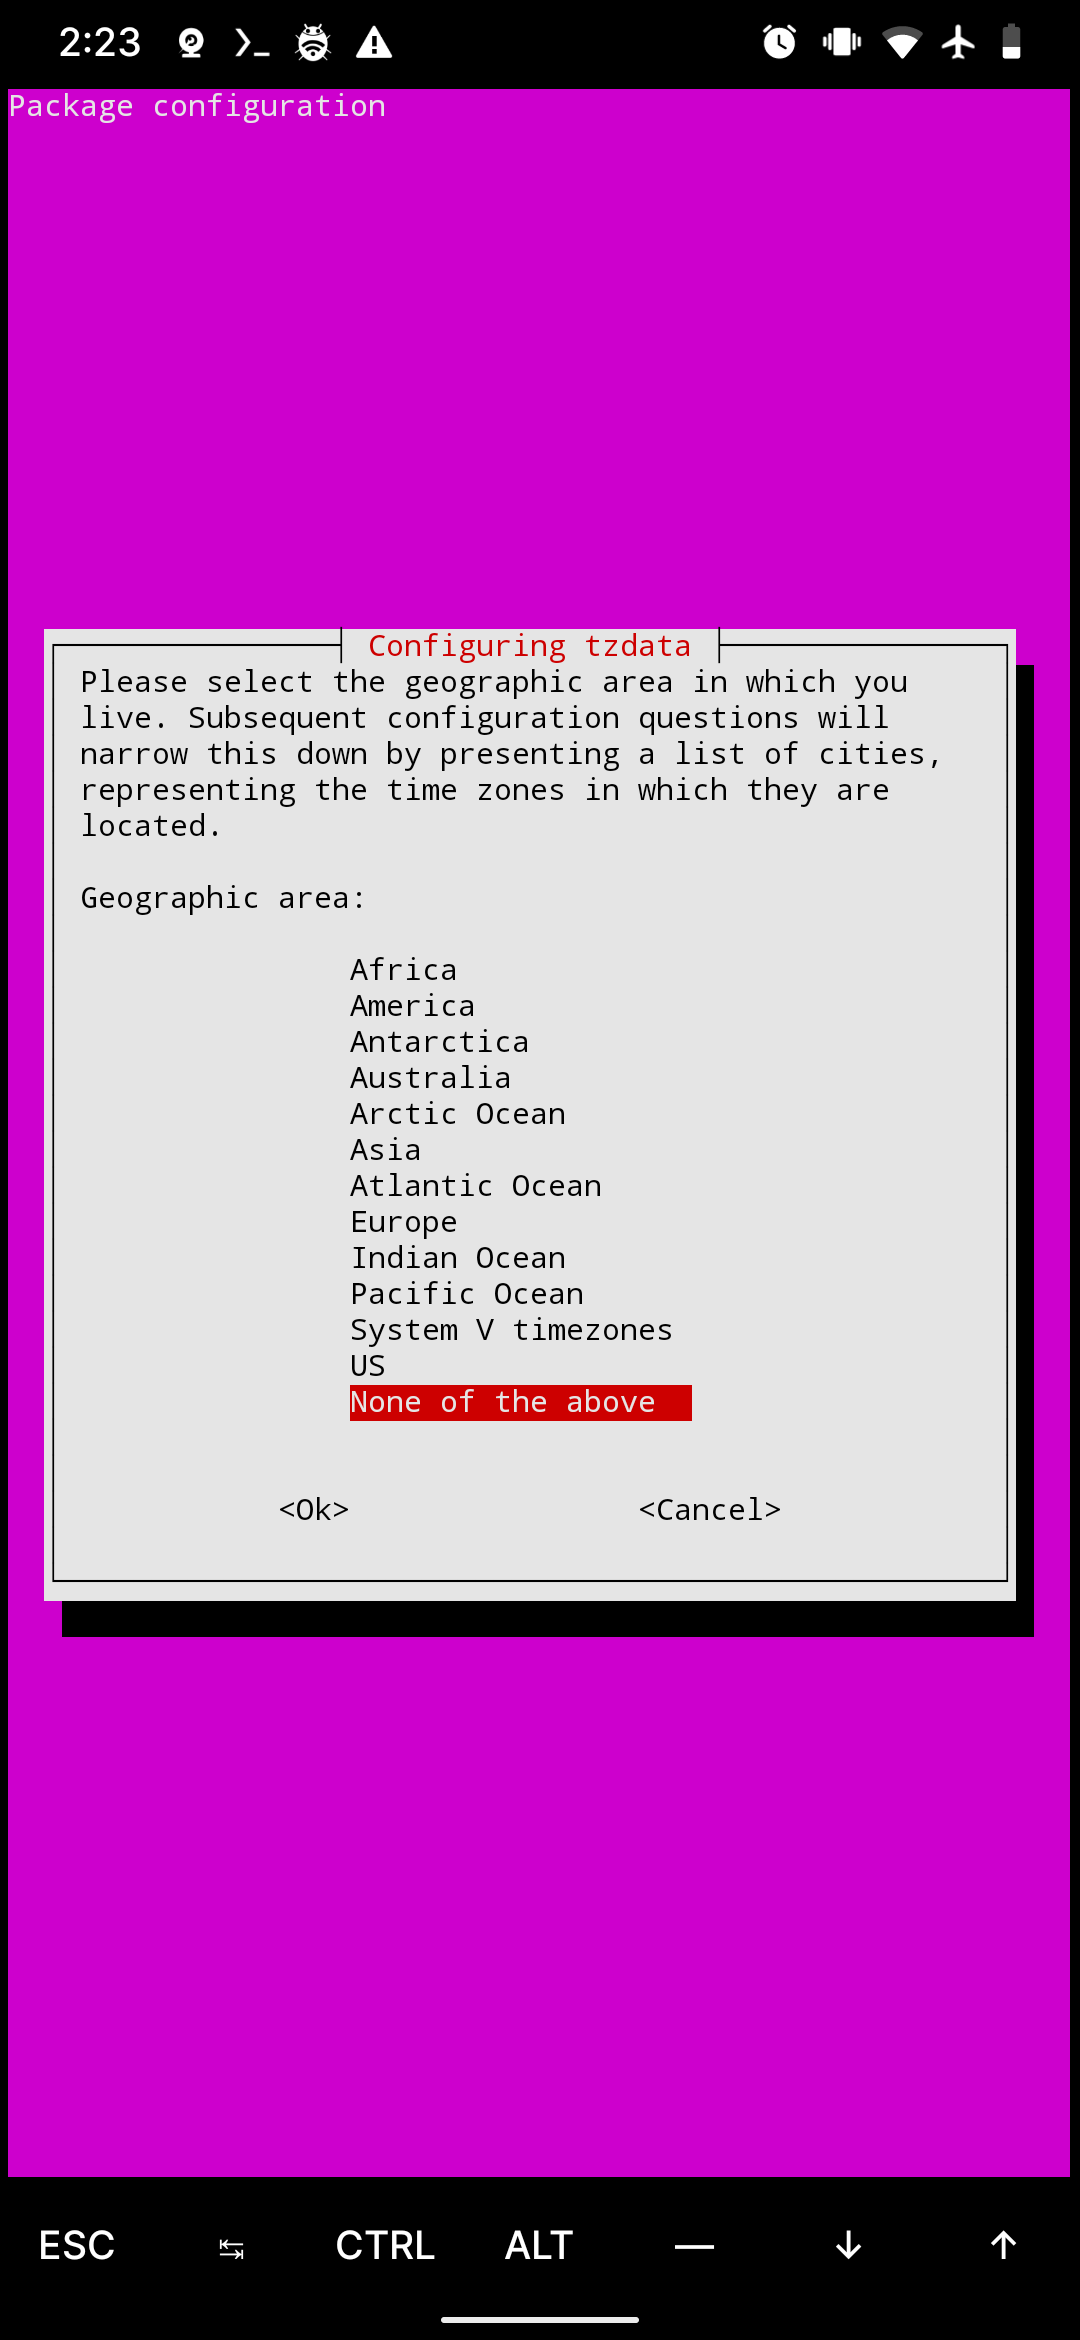 2:23
Package configuration
Configuring tzdata
Please select the geographic area in which you
live. Subsequent configuration questions will
narrow this down by presenting a list of cities,
representing the time zones in which they are
located.
Geographic area:
Africa
America
Antarctica
Australia
Arctic Ocean
Asia
Atlantic Ocean
Europe
Indian Ocean
Pacific Ocean
System V timezones
US
None of the above
<Ok> <Cancel>
ESC CTRL ALT